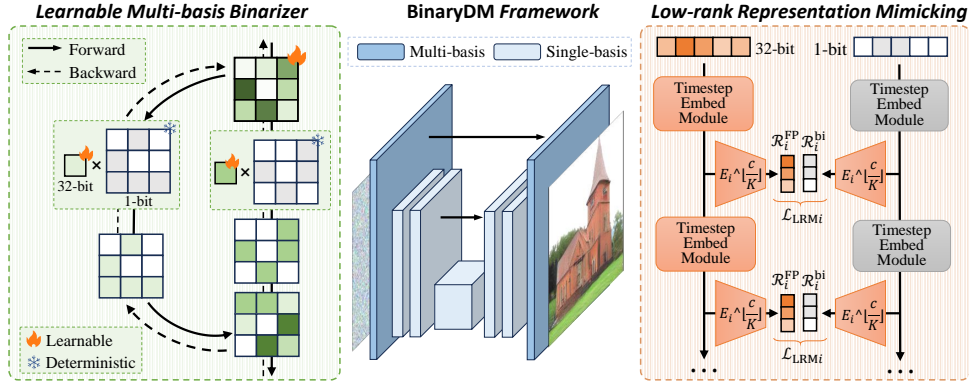 Learnable Multi-basis Binarizer
Forward
Backward
×
×
32-bit
1-bit
Learnable
Deterministic
BinaryDM Framework
Multi-basis
Single-basis
Low-rank Representation Mimicking
32-bit
1-bit
Timestep Embed Module
Timestep Embed Module
E_i^⌊c/K⌋
R_i^FP R_i^bi
E_i^⌊c/K⌋
L_LRMi
Timestep Embed Module
Timestep Embed Module
E_i^⌊c/K⌋
R_i^FP R_i^bi
E_i^⌊c/K⌋
L_LRMi
...
...